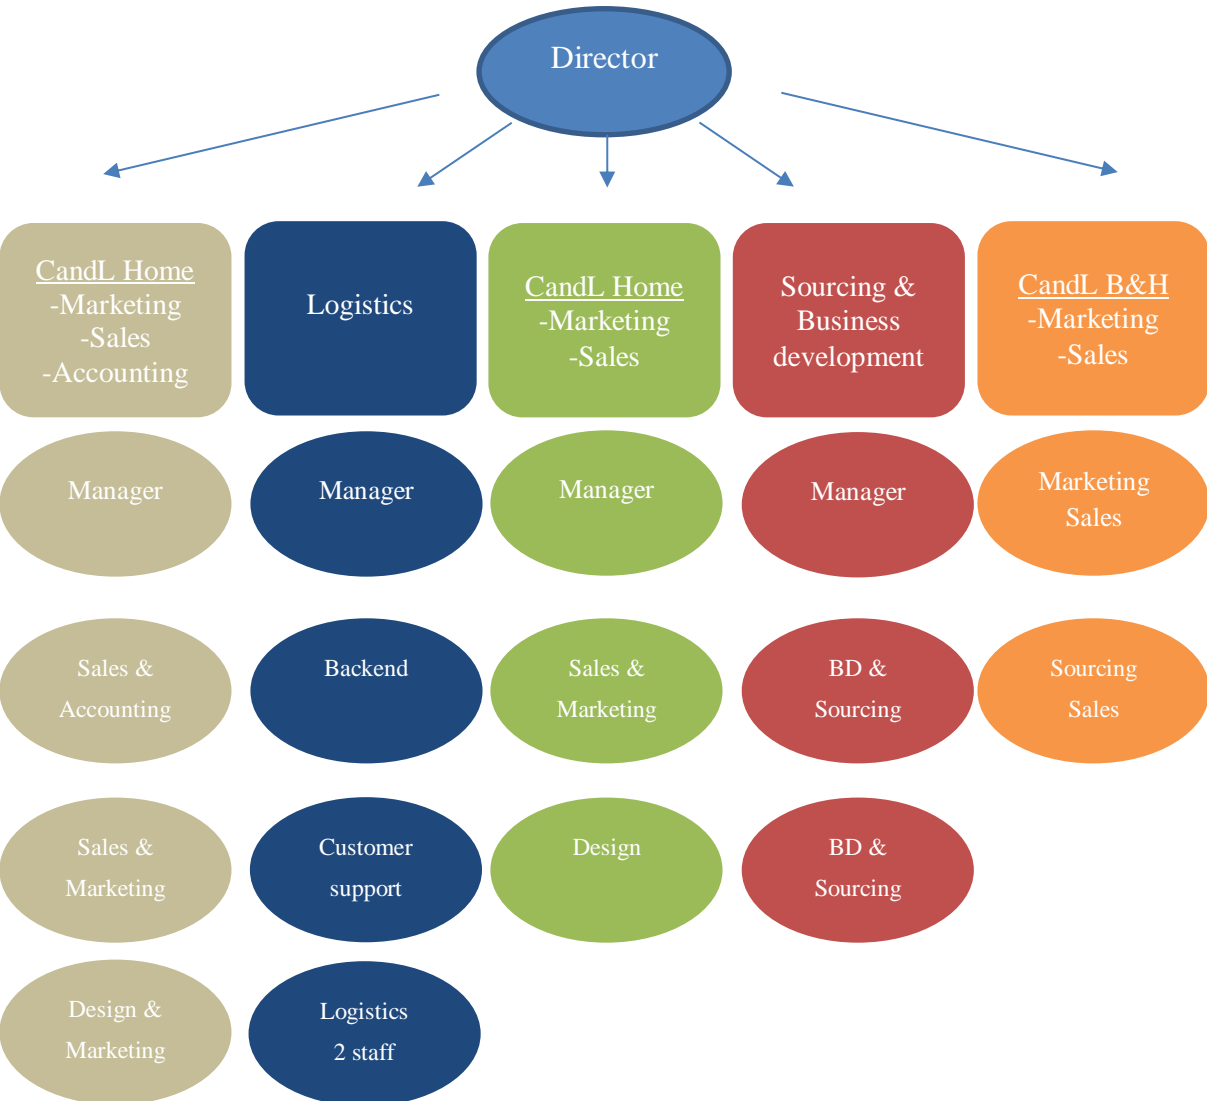 Director
CandL Home
-Marketing
-Sales
-Accounting
Logistics
CandL Home
-Marketing
-Sales
Sourcing &
Business
development
CandL B&H
-Marketing
-Sales
Manager
Manager
Manager
Manager
Marketing
Sales
Sales &
Accounting
Backend
Sales &
Marketing
BD &
Sourcing
Sourcing
Sales
Sales &
Marketing
Customer
support
Design
BD &
Sourcing
Design &
Marketing
Logistics
2 staff